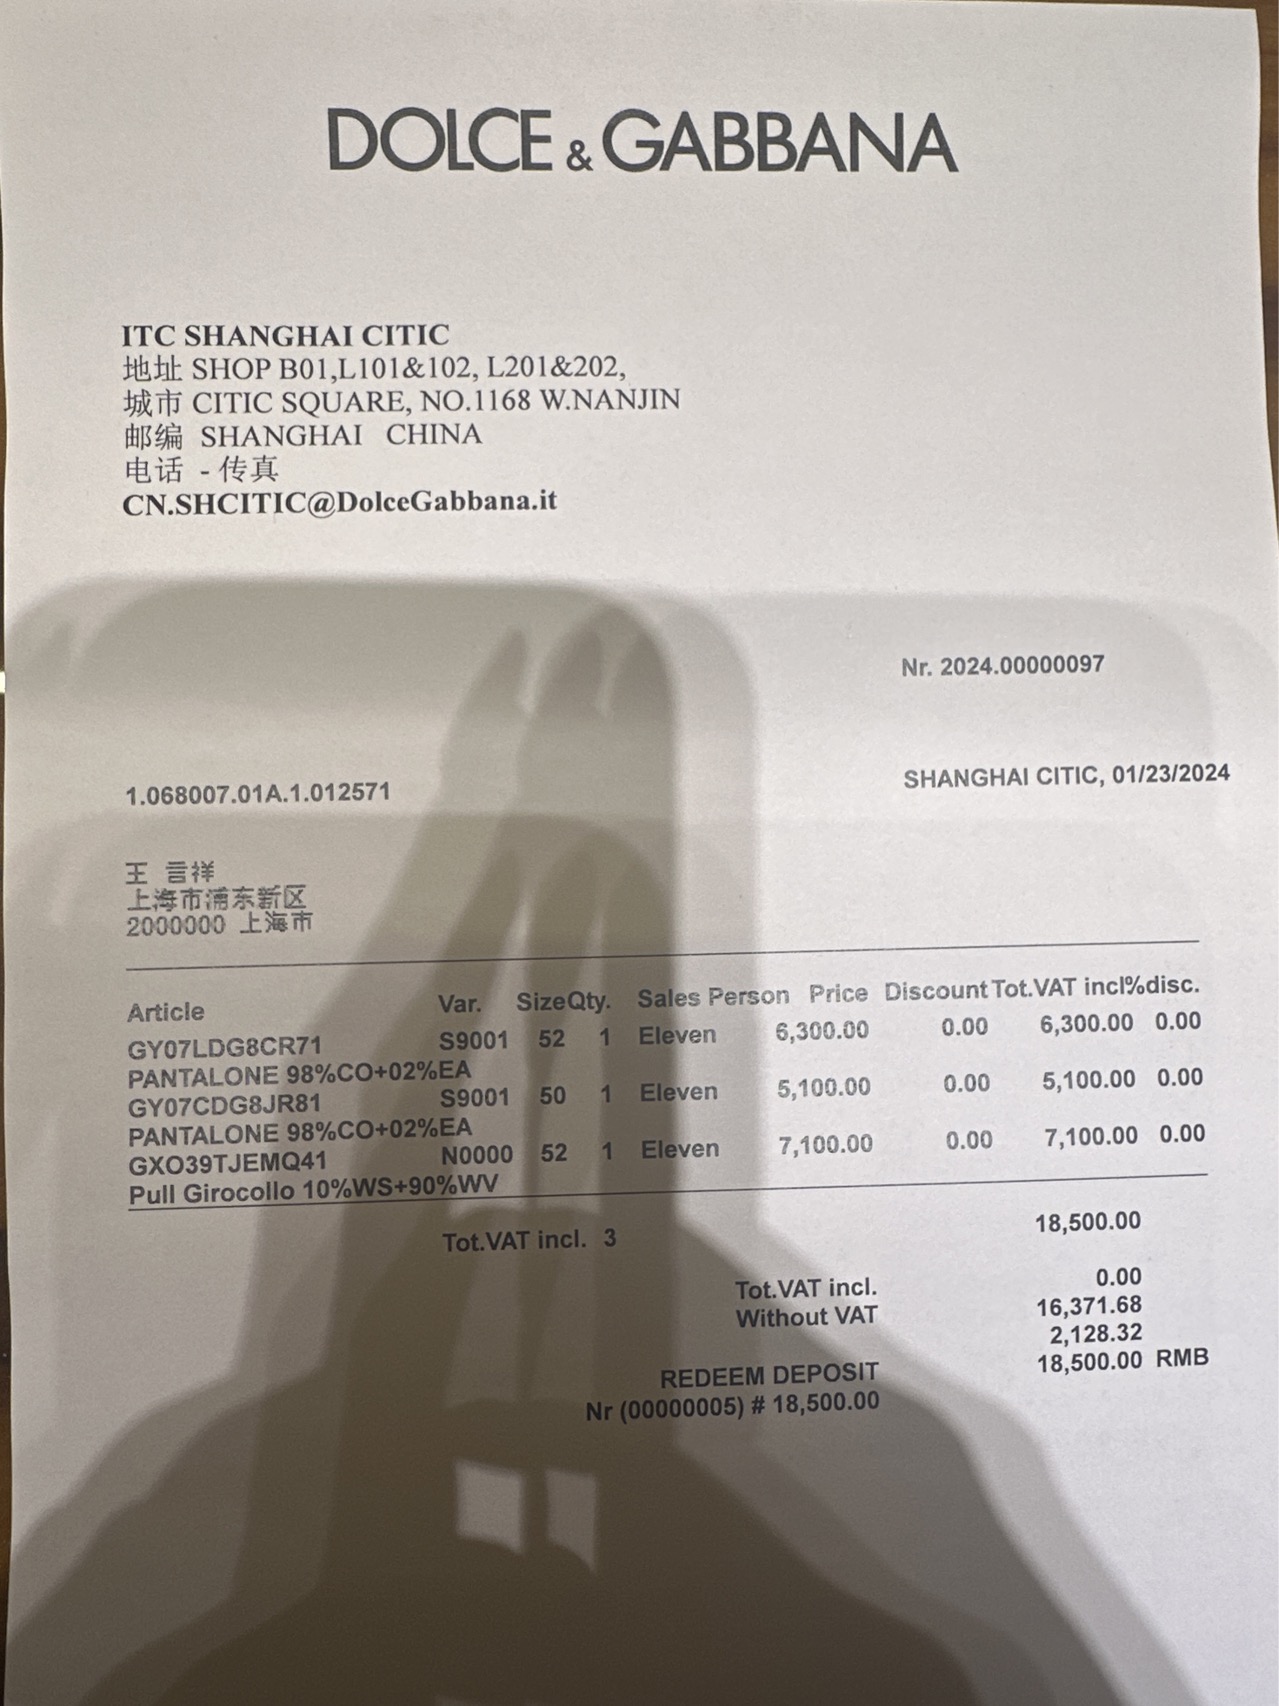 DOLCE & GABBANA
ITC SHANGHAI CITIC
地址 SHOP B01,L101&102, L201&202,
城市 CITIC SQUARE, NO.1168 W.NANJIN
邮编 SHANGHAI CHINA
电话 - 传真
CN.SHCITIC@DolceGabbana.it
Nr. 2024.00000097
1.068007.01A.1.012571
SHANGHAI CITIC, 01/23/2024
王 言祥
上海市浦东新区
2000000 上海市
Article Var. Size Qty. Sales Person Price Discount Tot.VAT incl %disc.
GY07LDG8CR71 S9001 52 1 Eleven 6,300.00 0.00 6,300.00 0.00
PANTALONE 98%CO+02%EA
GY07CDG8JR81 S9001 50 1 Eleven 5,100.00 0.00 5,100.00 0.00
PANTALONE 98%CO+02%EA
GXO39TJEMQ41 N0000 52 1 Eleven 7,100.00 0.00 7,100.00 0.00
Pull Girocollo 10%WS+90%WV
Tot.VAT incl. 3 18,500.00
Tot.VAT incl. 0.00
Without VAT 16,371.68
2,128.32
REDEEM DEPOSIT 18,500.00 RMB
Nr (00000005) # 18,500.00